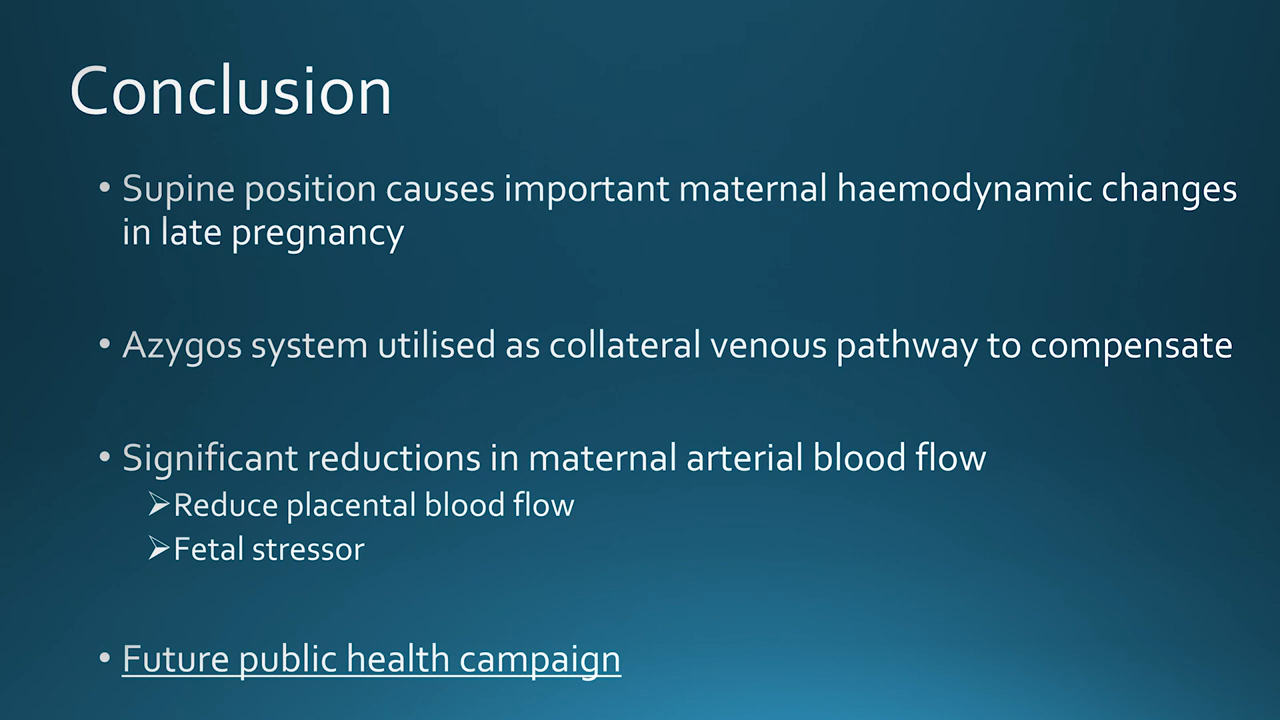 Conclusion
• Supine position causes important maternal haemodynamic changes
in late pregnancy
• Azygos system utilised as collateral venous pathway to compensate
• Significant reductions in maternal arterial blood flow
➢Reduce placental blood flow
➢Fetal stressor
• Future public health campaign